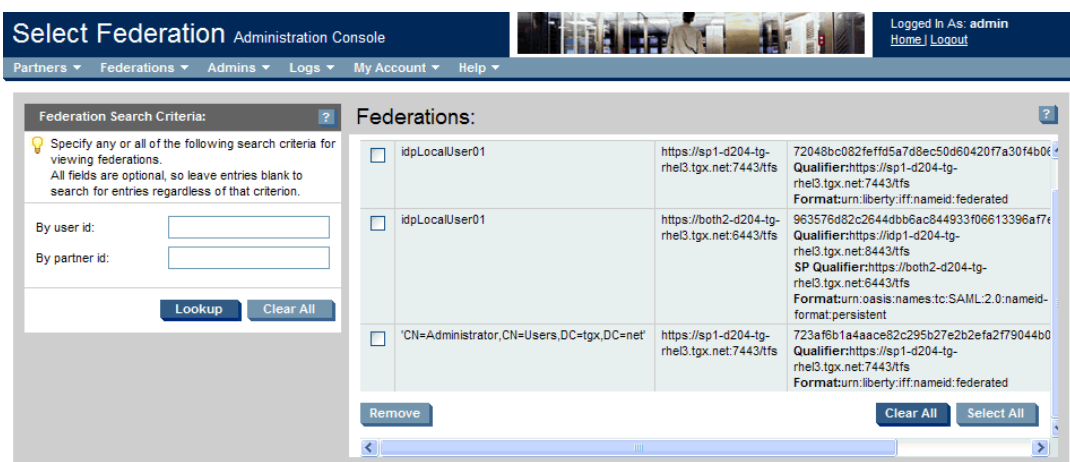 Select Federation Administration Console
Logged In As: admin
Home | Logout
Partners Federations Admins Logs My Account Help
Federation Search Criteria: ?
Specify any or all of the following search criteria for
viewing federations.
All fields are optional, so leave entries blank to
search for entries regardless of that criterion.
By user id:
By partner id:
Lookup Clear All
Federations: ?
idpLocalUser01 https://sp1-d204-tg- 72048bc082feffd5a7d8ec50d60420f7a30f4b06
rhel3.tgx.net:7443/tfs Qualifier:https://sp1-d204-tg-
rhel3.tgx.net:7443/tfs
Format:urn:liberty:iff:nameid:federated
idpLocalUser01 https://both2-d204-tg- 963576d82c2644dbb6ac844933f06613396af7e
rhel3.tgx.net:6443/tfs Qualifier:https://idp1-d204-tg-
rhel3.tgx.net:8443/tfs
SP Qualifier:https://both2-d204-tg-
rhel3.tgx.net:6443/tfs
Format:urn:oasis:names:tc:SAML:2.0:nameid-
format:persistent
'CN=Administrator,CN=Users,DC=tgx,DC=net' https://sp1-d204-tg- 723af6b1a4aace82c295b27e2b2efa2f79044b0
rhel3.tgx.net:7443/tfs Qualifier:https://sp1-d204-tg-
rhel3.tgx.net:7443/tfs
Format:urn:liberty:iff:nameid:federated
Remove Clear All Select All